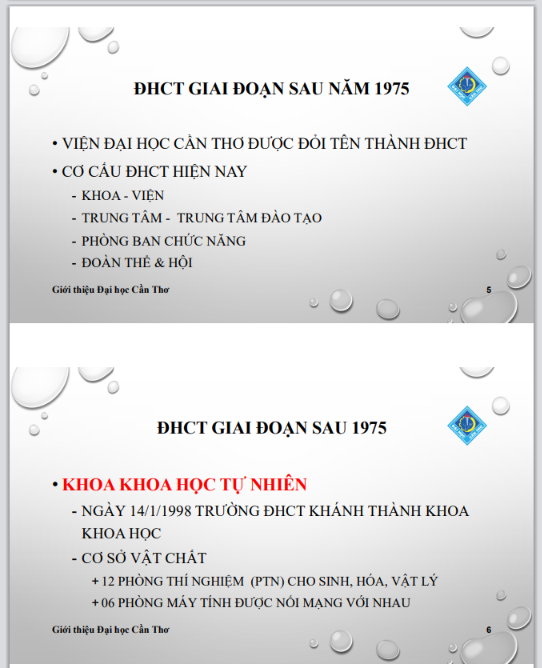 ĐHCT GIAI ĐOẠN SAU NĂM 1975
• VIỆN ĐẠI HỌC CẦN THƠ ĐƯỢC ĐỔI TÊN THÀNH ĐHCT
• CƠ CẤU ĐHCT HIỆN NAY
- KHOA - VIỆN
- TRUNG TÂM - TRUNG TÂM ĐÀO TẠO
- PHÒNG BAN CHỨC NĂNG
- ĐOÀN THỂ & HỘI
Giới thiệu Đại học Cần Thơ 5
ĐHCT GIAI ĐOẠN SAU 1975
• KHOA KHOA HỌC TỰ NHIÊN
- NGÀY 14/1/1998 TRƯỜNG ĐHCT KHÁNH THÀNH KHOA
KHOA HỌC
- CƠ SỞ VẬT CHẤT
+ 12 PHÒNG THÍ NGHIỆM (PTN) CHO SINH, HÓA, VẬT LÝ
+ 06 PHÒNG MÁY TÍNH ĐƯỢC NỐI MẠNG VỚI NHAU
Giới thiệu Đại học Cần Thơ 6